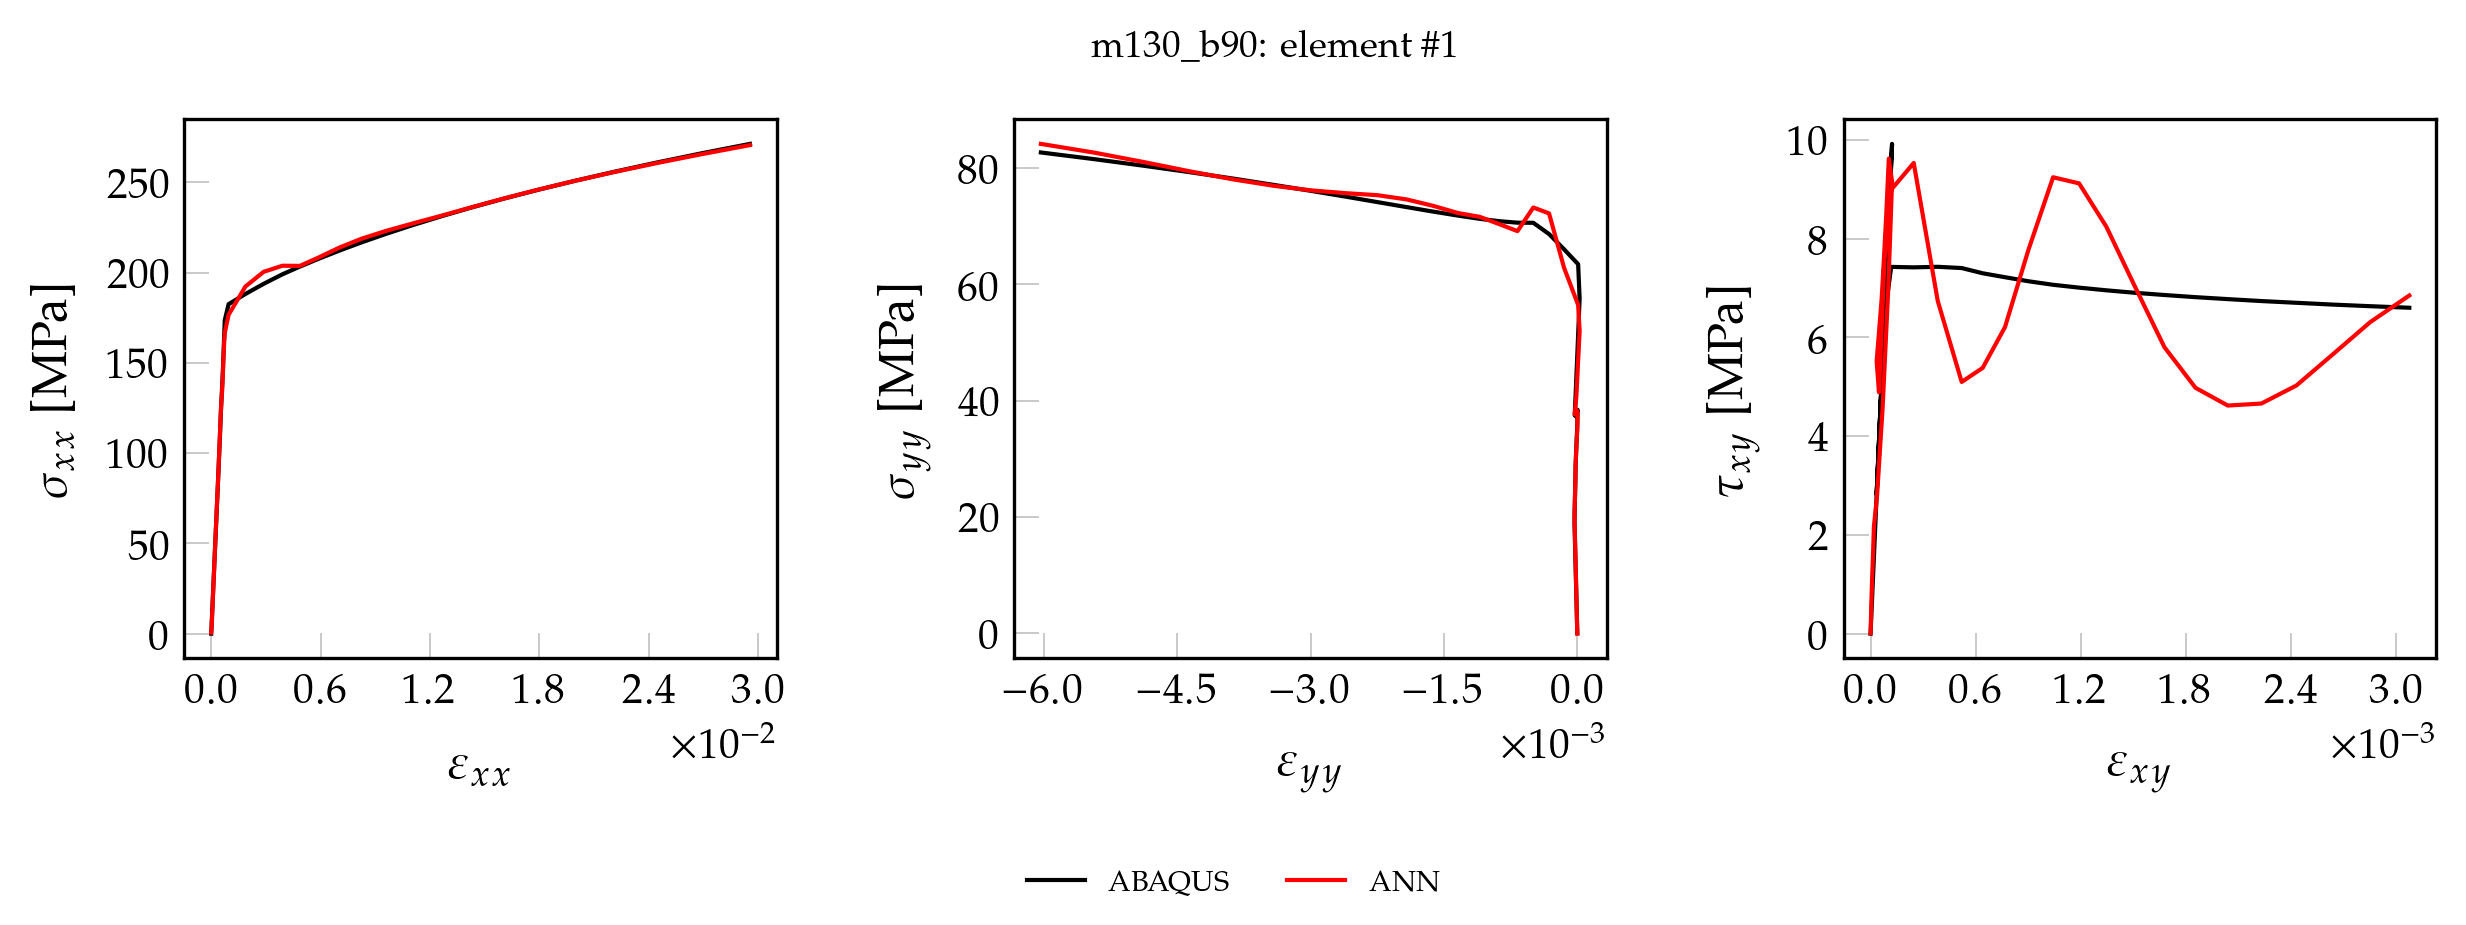 m130_b90: element #1
σxx [MPa]
250
200
150
100
50
0
0.0 0.6 1.2 1.8 2.4 3.0
×10−2
εxx
σyy [MPa]
80
60
40
20
0
−6.0 −4.5 −3.0 −1.5 0.0
×10−3
εyy
τxy [MPa]
10
8
6
4
2
0
0.0 0.6 1.2 1.8 2.4 3.0
×10−3
εxy
ABAQUS ANN